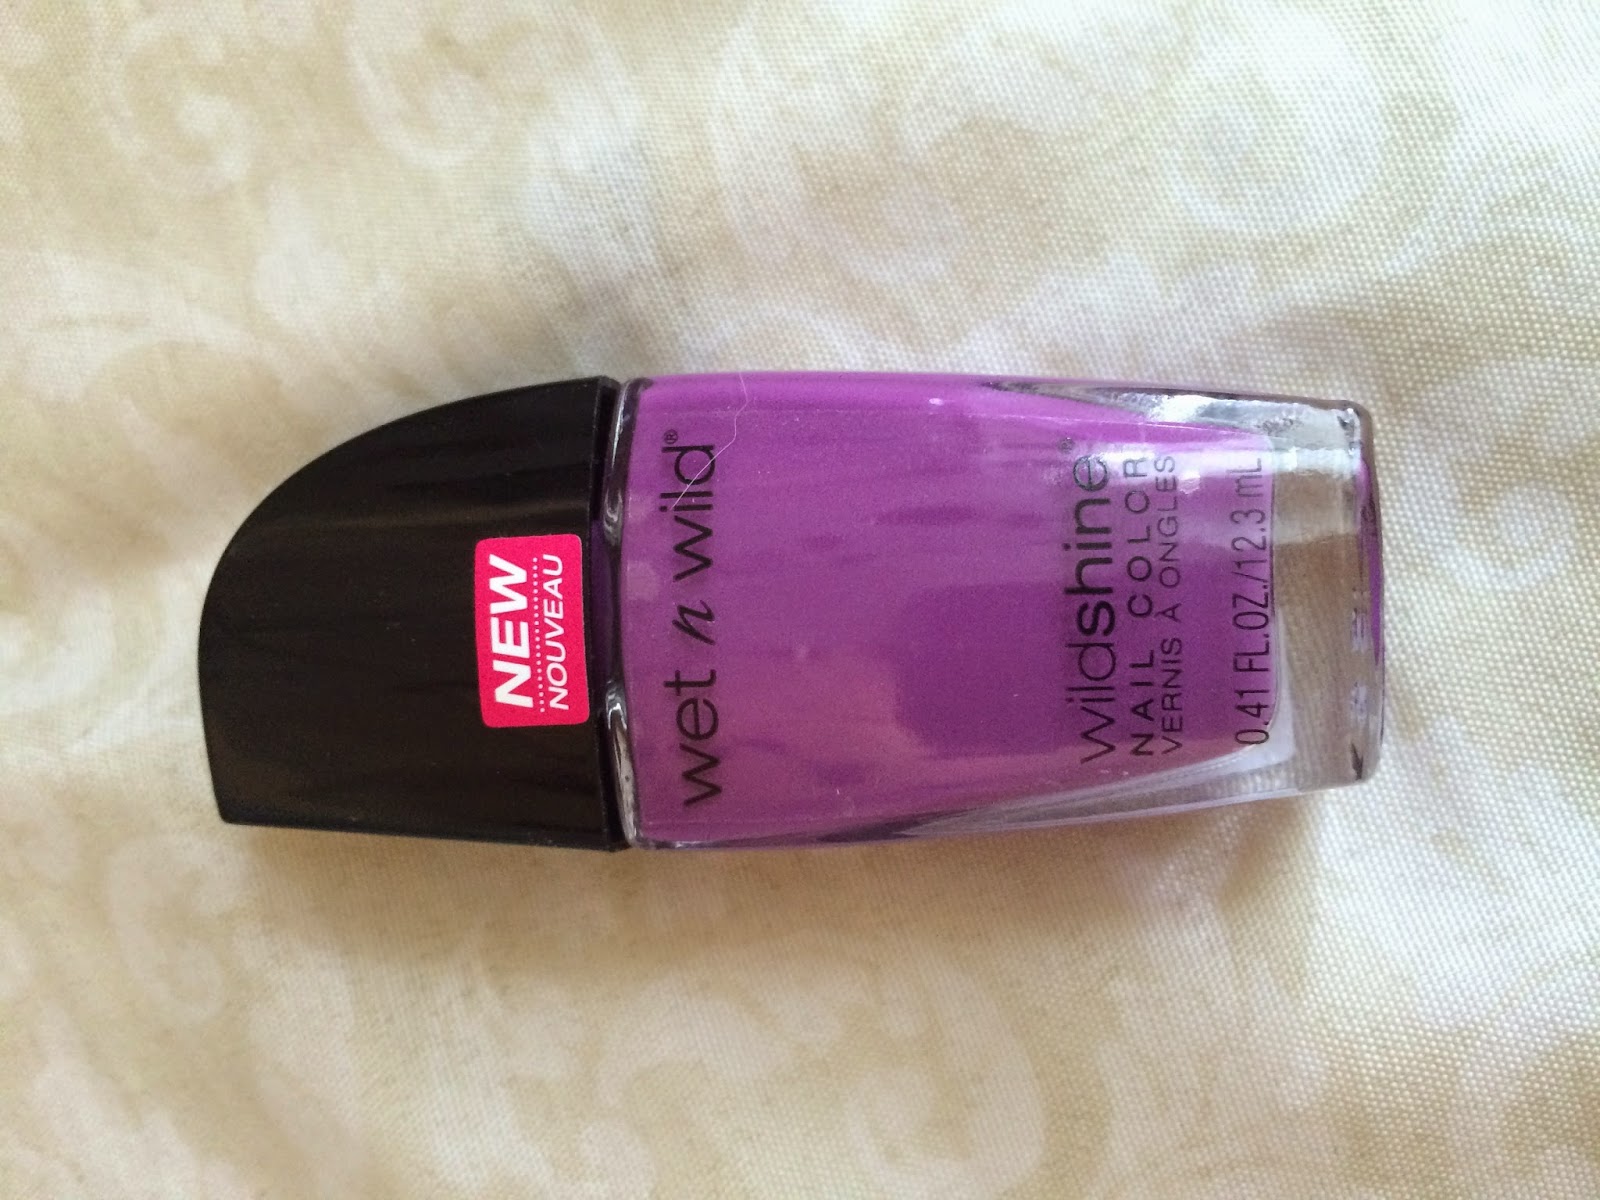 NEW
NOUVEAU
wet n wild®
wildshine®
NAIL COLOR
VERNIS À ONGLES
0.41 FL.OZ./12.3 mL